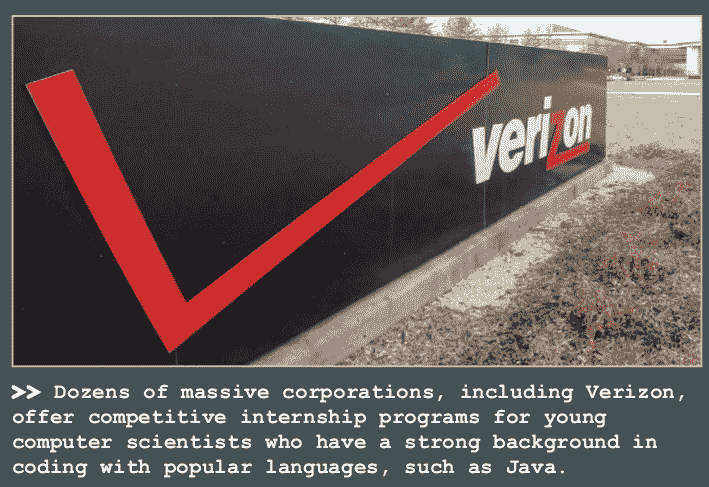 verizon
>> Dozens of massive corporations, including Verizon,
offer competitive internship programs for young
computer scientists who have a strong background in
coding with popular languages, such as Java.